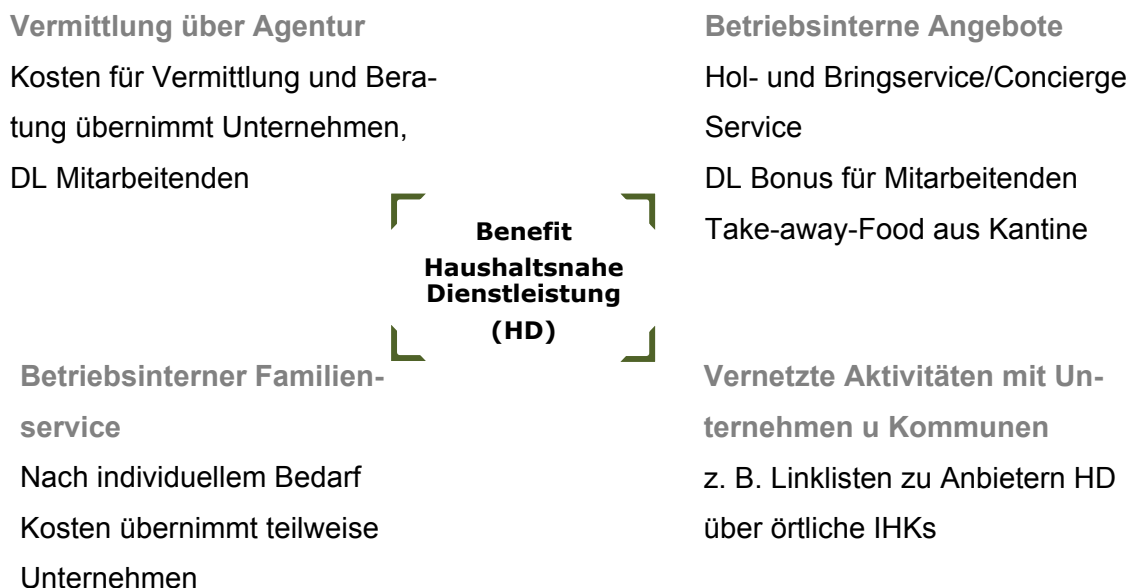 Vermittlung über Agentur
Kosten für Vermittlung und Bera-
tung übernimmt Unternehmen,
DL Mitarbeitenden
Betriebsinterne Angebote
Hol- und Bringservice/Concierge
Service
DL Bonus für Mitarbeitenden
Take-away-Food aus Kantine
Benefit
Haushaltsnahe
Dienstleistung
(HD)
Betriebsinterner Familien-
service
Nach individuellem Bedarf
Kosten übernimmt teilweise
Unternehmen
Vernetzte Aktivitäten mit Un-
ternehmen u Kommunen
z. B. Linklisten zu Anbietern HD
über örtliche IHKs